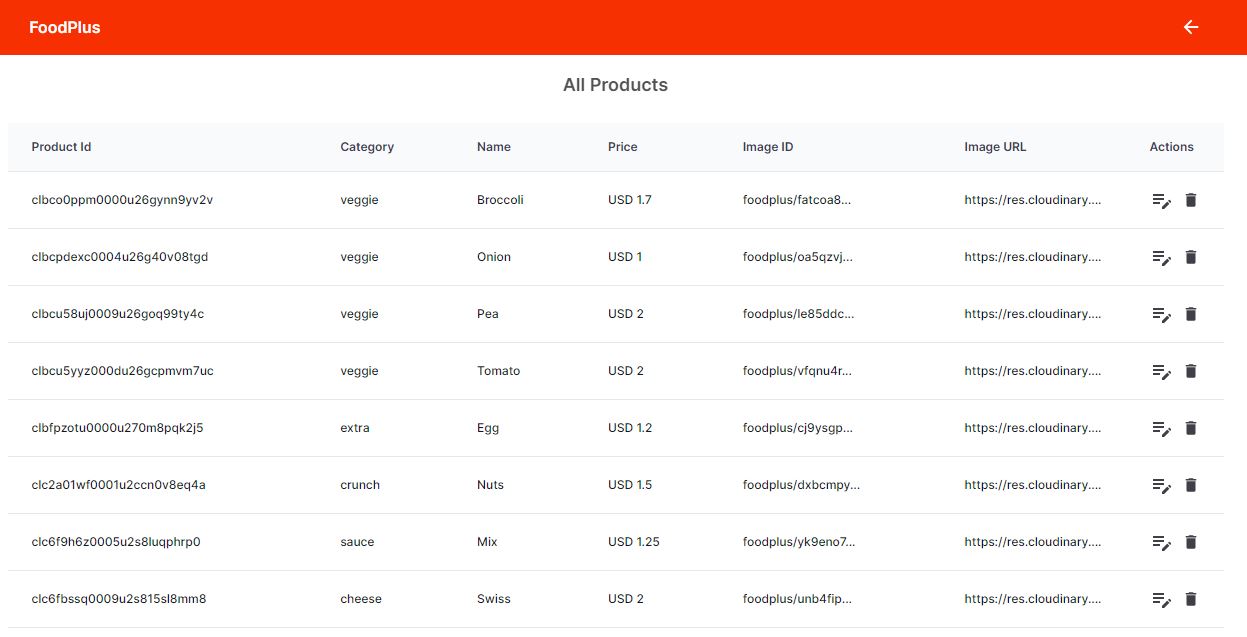 FoodPlus
All Products
Product Id Category Name Price Image ID Image URL Actions
clbco0ppm0000u26gynn9yv2v veggie Broccoli USD 1.7 foodplus/fatcoa8... https://res.cloudinary....
clbcpdexc0004u26g40v08tgd veggie Onion USD 1 foodplus/oa5qzvj... https://res.cloudinary....
clbcu58uj0009u26goq99ty4c veggie Pea USD 2 foodplus/le85ddc... https://res.cloudinary....
clbcu5yyz000du26gcpmvm7uc veggie Tomato USD 2 foodplus/vfqnu4r... https://res.cloudinary....
clbfpzotu0000u270m8pqk2j5 extra Egg USD 1.2 foodplus/cj9ysgp... https://res.cloudinary....
clc2a01wf0001u2ccn0v8eq4a crunch Nuts USD 1.5 foodplus/dxbcmpy... https://res.cloudinary....
clc6f9h6z0005u2s8luqphrp0 sauce Mix USD 1.25 foodplus/yk9eno7... https://res.cloudinary....
clc6fbssq0009u2s815sl8mm8 cheese Swiss USD 2 foodplus/unb4fip... https://res.cloudinary....